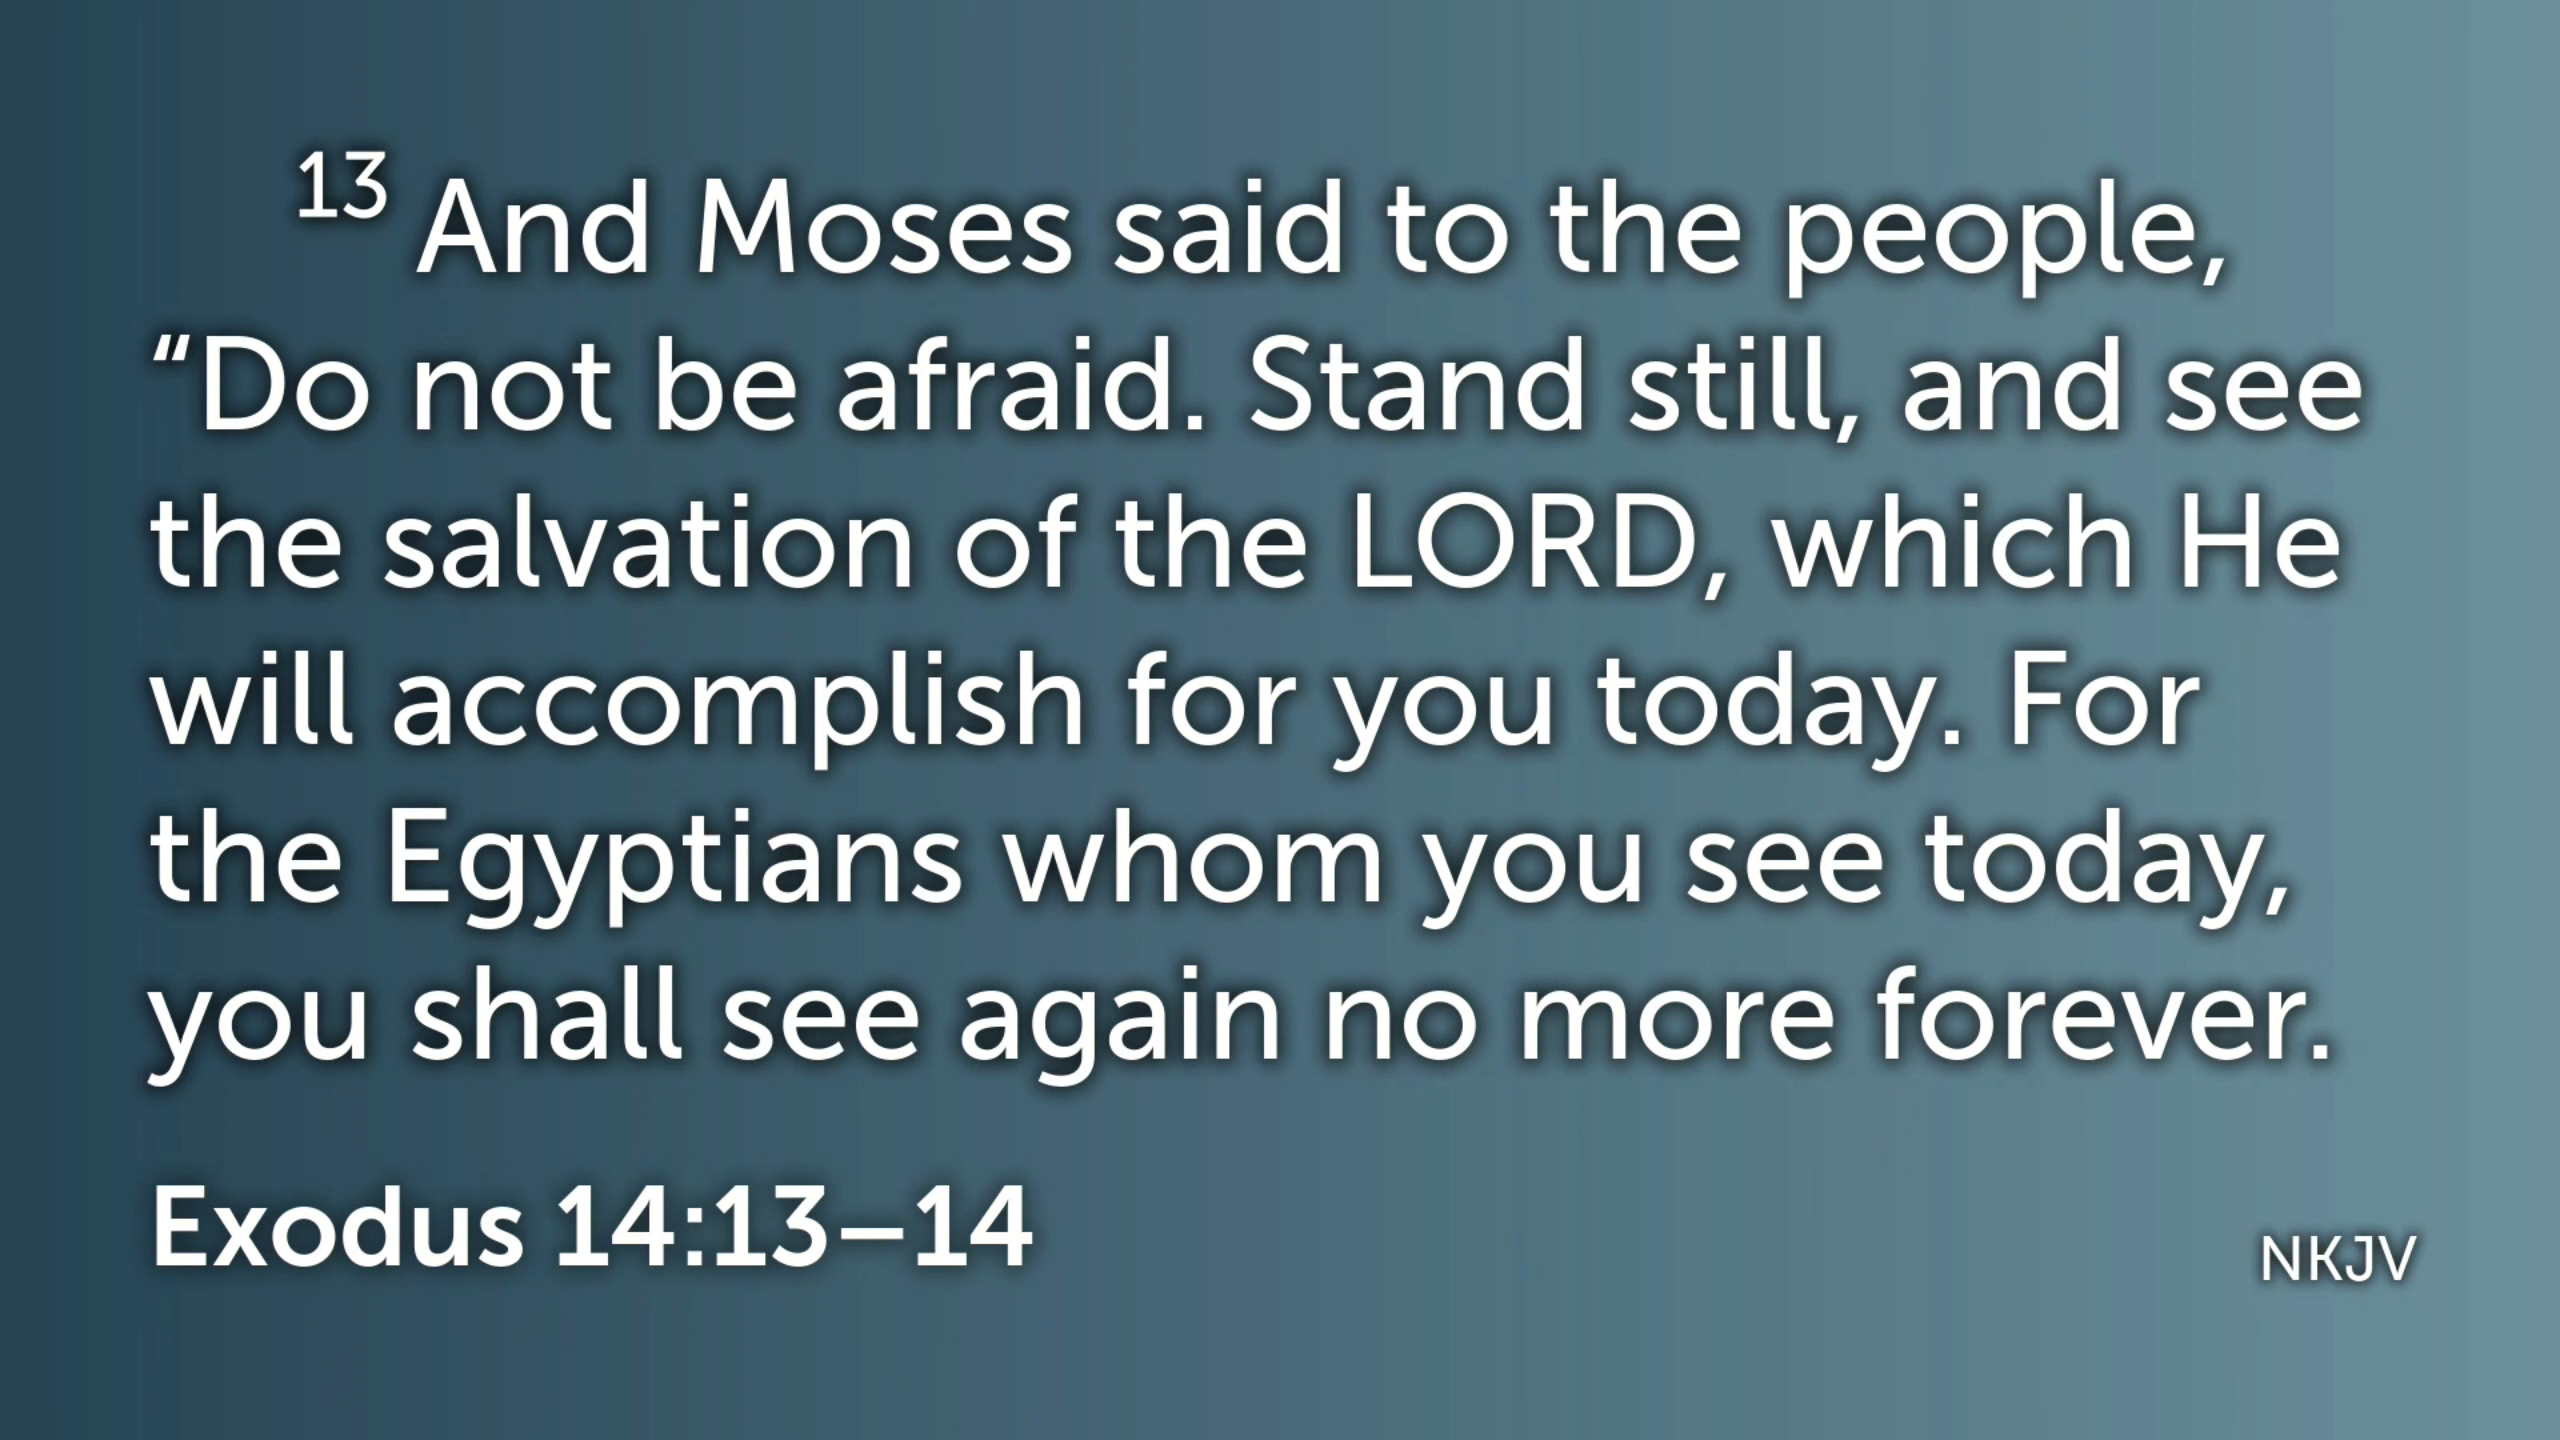 13 And Moses said to the people,
“Do not be afraid. Stand still, and see
the salvation of the LORD, which He
will accomplish for you today. For
the Egyptians whom you see today,
you shall see again no more forever.
Exodus 14:13–14
NKJV